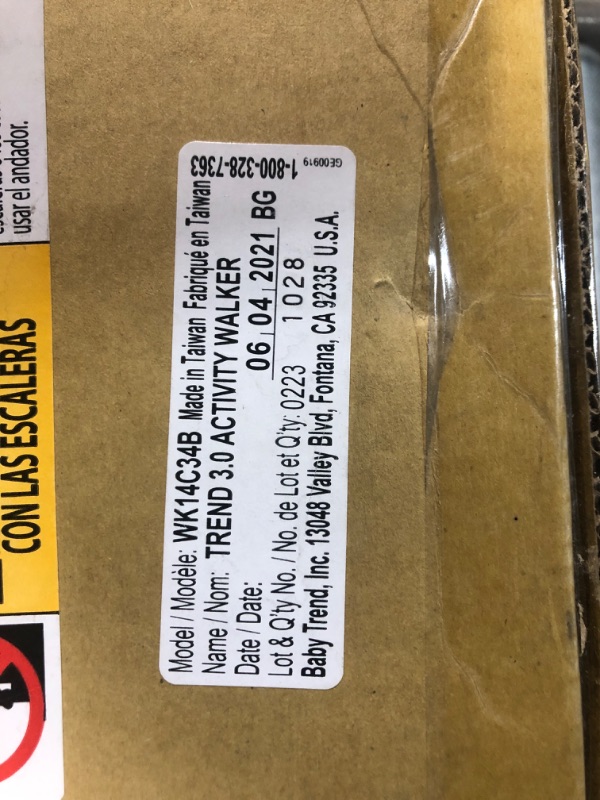 usar el andador.
CON LAS ESCALERAS
Model / Modèle: WK14C34B Made in Taiwan Fabriqué en Taiwan
1-800-328-7363
GE00919
Name / Nom: TREND 3.0 ACTIVITY WALKER
Date / Date: 06 04 2021 BG
Lot & Q'ty No. / No. de Lot et Q'ty: 0223 1028
Baby Trend, Inc. 13048 Valley Blvd, Fontana, CA 92335 U.S.A.